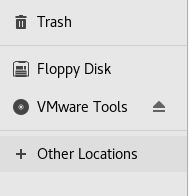 Trash
Floppy Disk
VMware Tools
Other Locations